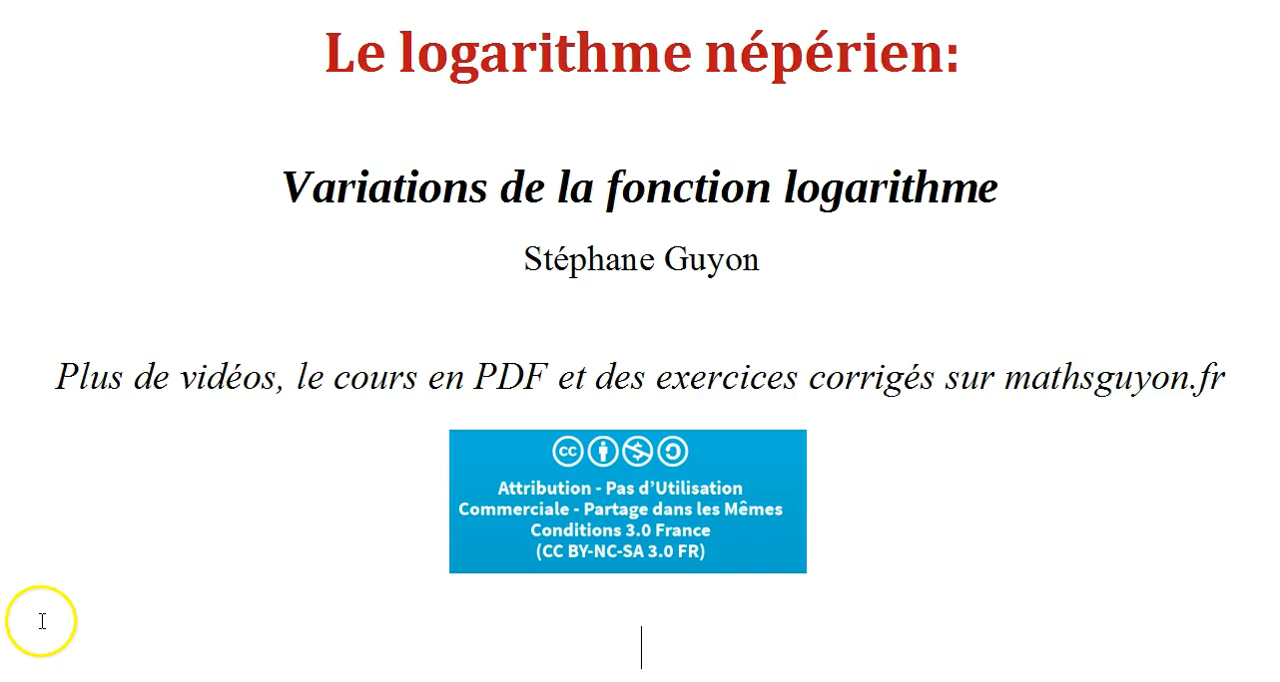 Le logarithme népérien:
Variations de la fonction logarithme
Stéphane Guyon
Plus de vidéos, le cours en PDF et des exercices corrigés sur mathsguyon.fr
cc
Attribution - Pas d’Utilisation
Commerciale - Partage dans les Mêmes
Conditions 3.0 France
(CC BY-NC-SA 3.0 FR)